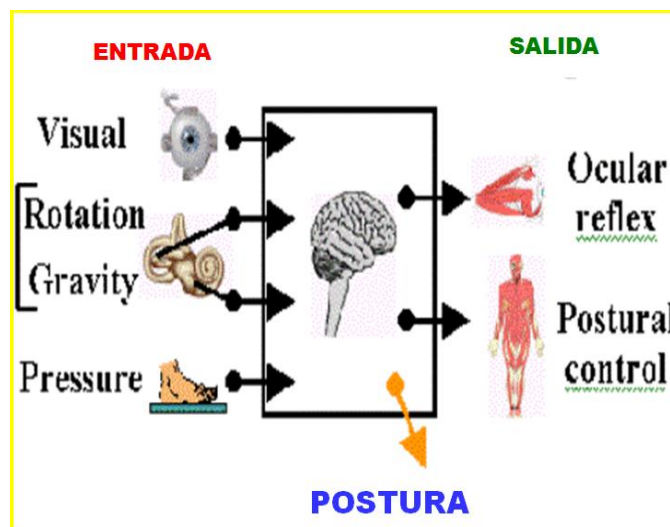 ENTRADA
SALIDA
Visual
Rotation
Gravity
Pressure
Ocular
reflex
Postural
control
POSTURA